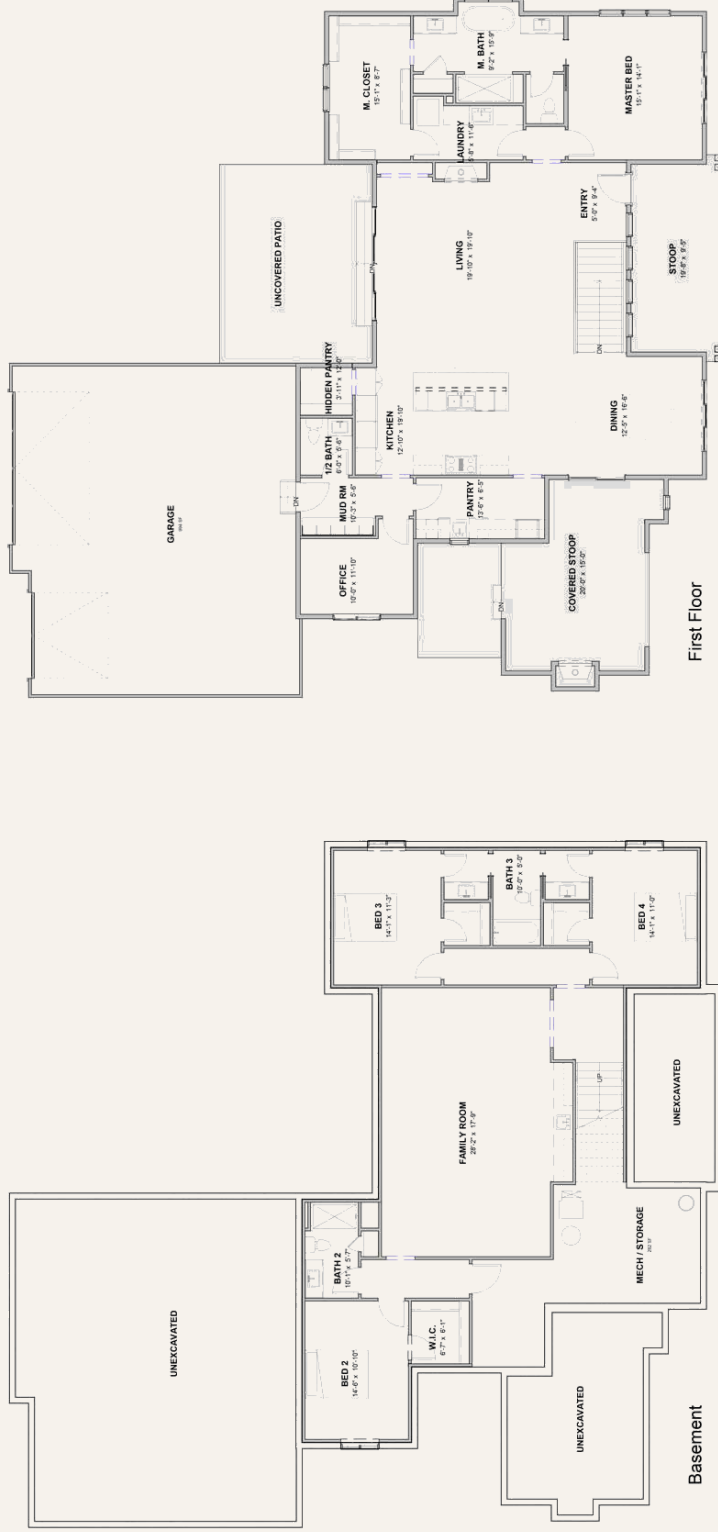 UNEXCAVATED
BED 2
14'-6" x 10'-10"
BATH 2
10'-1" x 5'-7"
W.I.C.
6'-7" x 6'-1"
FAMILY ROOM
28'-2" x 17'-9"
BED 3
14'-1" x 11'-3"
BATH 3
10'-0" x 5'-0"
BED 4
14'-1" x 11'-0"
UP
UNEXCAVATED
MECH / STORAGE
UNEXCAVATED
Basement
GARAGE
UNCOVERED PATIO
DN
DN
OFFICE
10'-0" x 11'-10"
MUD RM
10'-3" x 5'-6"
1/2 BATH
6'-0" x 5'-6"
HIDDEN PANTRY
3'-11" x 12'-0"
M. CLOSET
15'-1" x 8'-7"
KITCHEN
12'-10" x 19'-10"
PANTRY
13'-6" x 6'-5"
LIVING
19'-10" x 19'-10"
LAUNDRY
5'-8" x 11'-6"
M. BATH
9'-2" x 15'-9"
DN
COVERED STOOP
20'-0" x 15'-0"
DINING
12'-5" x 16'-6"
DN
ENTRY
5'-0" x 9'-4"
MASTER BED
15'-1" x 14'-1"
STOOP
19'-8" x 9'-5"
First Floor